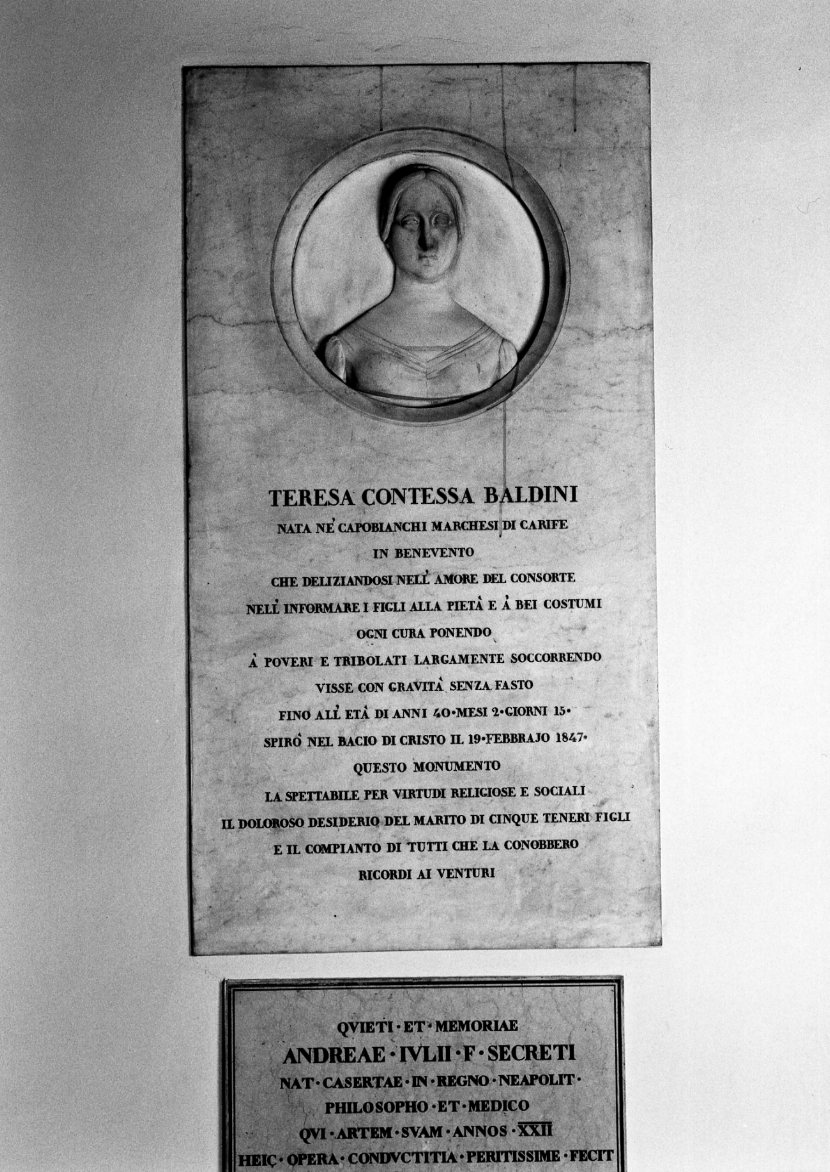 TERESA CONTESSA BALDINI
NATA NE' CAPOBIANCHI MARCHESI DI CARIFE
IN BENEVENTO
CHE DELIZIANDOSI NELL' AMORE DEL CONSORTE
NELL' INFORMARE I FIGLI ALLA PIETÀ E À BEI COSTUMI
OGNI CURA PONENDO
À POVERI E TRIBOLATI LARGAMENTE SOCCORRENDO
VISSE CON GRAVITÀ SENZA FASTO
FINO ALL' ETÀ DI ANNI 40·MESI 2·GIORNI 15·
SPIRÒ NEL BACIO DI CRISTO IL 19·FEBBRAJO 1847·
QUESTO MONUMENTO
LA SPETTABILE PER VIRTUDI RELIGIOSE E SOCIALI
IL DOLOROSO DESIDERIO DEL MARITO DI CINQUE TENERI FIGLI
E IL COMPIANTO DI TUTTI CHE LA CONOBBERO
RICORDI AI VENTURI
QVIETI·ET·MEMORIAE
ANDREAE·IVLII·F·SECRETI
NAT·CASERTAE·IN·REGNO·NEAPOLIT·
PHILOSOPHO·ET·MEDICO
QVI·ARTEM·SVAM·ANNOS·XXII
HEIC·OPERA·CONDVCTITIA·PERITISSIME·FECIT